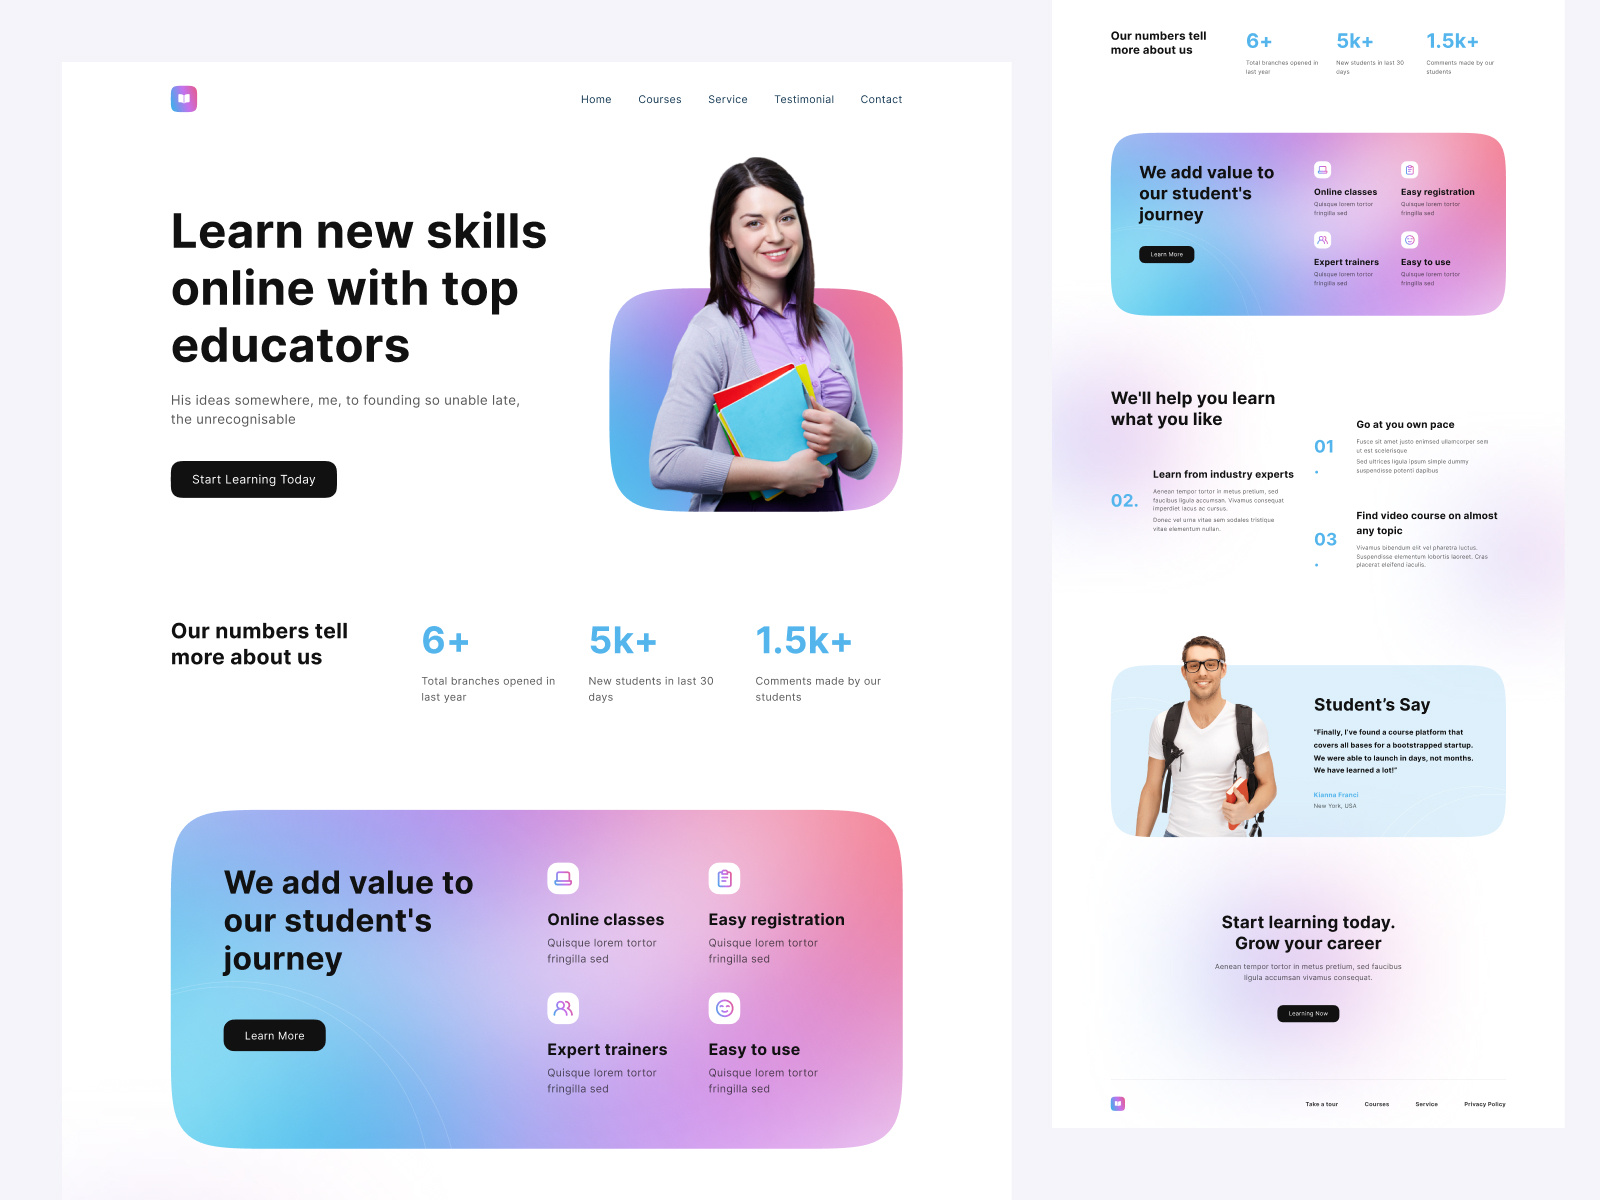 Home
Courses
Service
Testimonial
Contact
Learn new skills
online with top
educators
His ideas somewhere, me, to founding so unable late,
the unrecognisable
Start Learning Today
Our numbers tell
more about us
6+
Total branches opened in
last year
5k+
New students in last 30
days
1.5k+
Comments made by our
students
We add value to
our student's
journey
Learn More
Online classes
Quisque lorem tortor
fringilla sed
Easy registration
Quisque lorem tortor
fringilla sed
Expert trainers
Quisque lorem tortor
fringilla sed
Easy to use
Quisque lorem tortor
fringilla sed
Our numbers tell
more about us
6+
Total branches opened in
last year
5k+
New students in last 30
days
1.5k+
Comments made by our
students
We add value to
our student's
journey
Learn More
Online classes
Quisque lorem tortor
fringilla sed
Easy registration
Quisque lorem tortor
fringilla sed
Expert trainers
Quisque lorem tortor
fringilla sed
Easy to use
Quisque lorem tortor
fringilla sed
We'll help you learn
what you like
01
.
Go at you own pace
Fusce sit amet justo enimsed ullamcorper sem
ut est scelerisque
Sed ultrices ligula ipsum simple dummy
suspendisse potenti dapibus
02.
Learn from industry experts
Aenean tempor tortor in metus pretium, sed
faucibus ligula accumsan. Vivamus consequat
imperdiet lacus ac cursus.
Donec vel urna vitae sem sodales tristique
vitae elementum nullan.
03
.
Find video course on almost
any topic
Vivamus bibendum elit vel pharetra luctus.
Suspendisse elementum lobortis laoreet. Cras
placerat eleifend iaculis.
Student’s Say
“Finally, I’ve found a course platform that
covers all bases for a bootstrapped startup.
We were able to launch in days, not months.
We have learned a lot!”
Kianna Franci
New York, USA
Start learning today.
Grow your career
Aenean tempor tortor in metus pretium, sed faucibus
ligula accumsan vivamus consequat.
Learning Now
Take a tour
Courses
Service
Privacy Policy